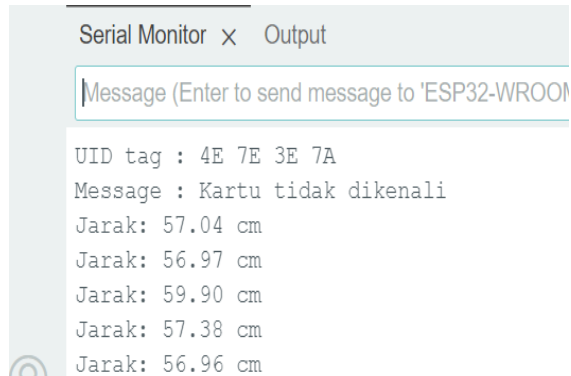 Serial Monitor × Output
Message (Enter to send message to 'ESP32-WROOM
UID tag : 4E 7E 3E 7A
Message : Kartu tidak dikenali
Jarak: 57.04 cm
Jarak: 56.97 cm
Jarak: 59.90 cm
Jarak: 57.38 cm
Jarak: 56.96 cm